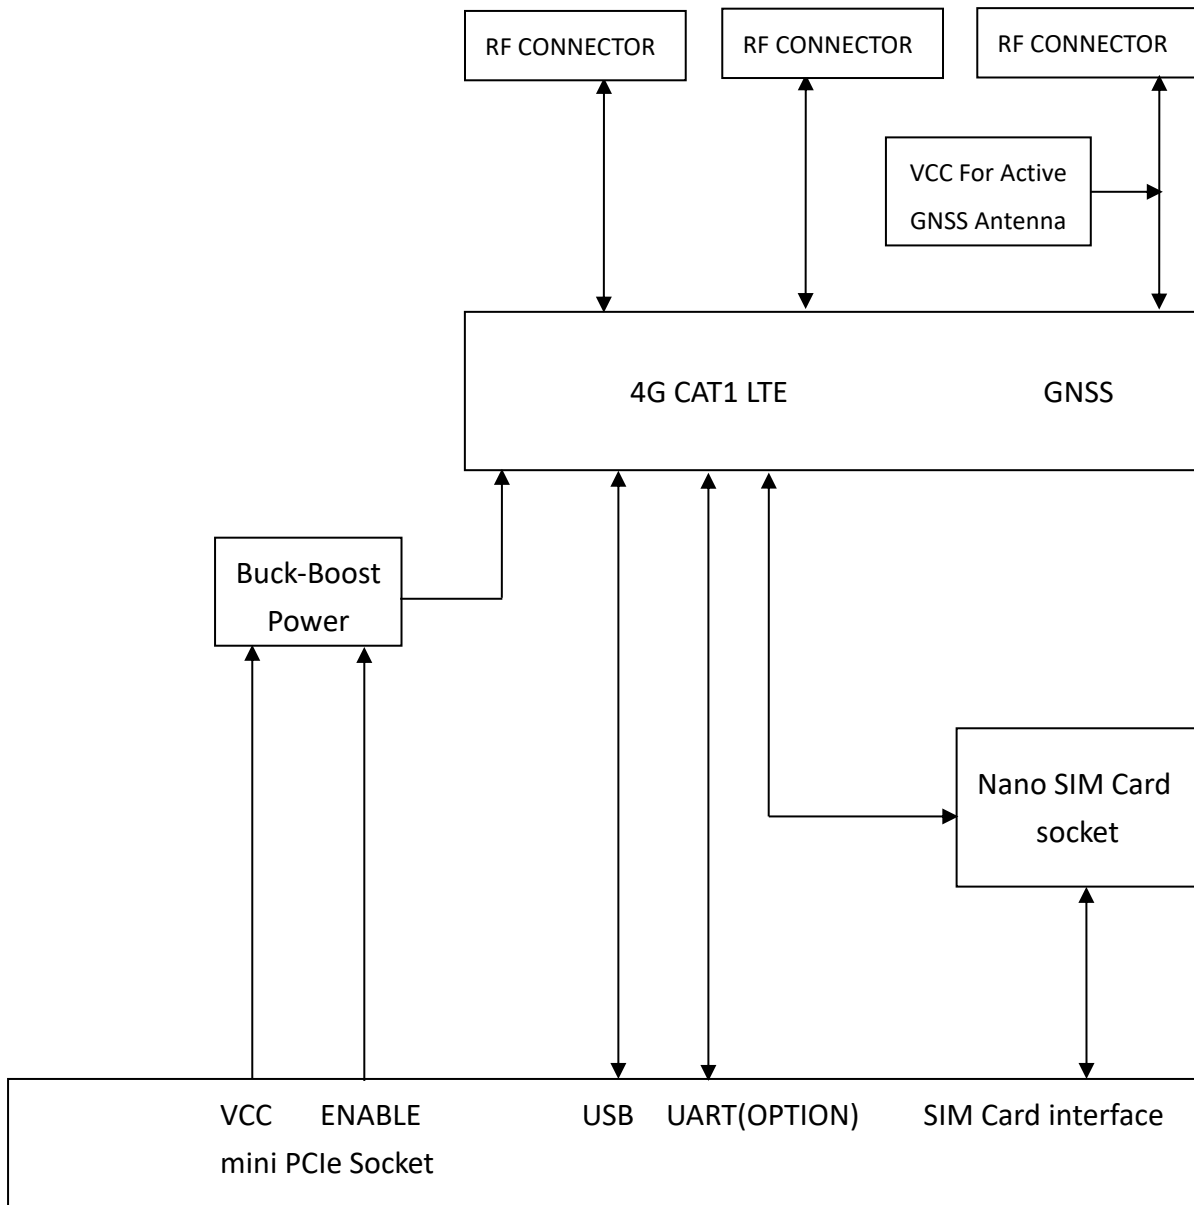 RF CONNECTOR
RF CONNECTOR
RF CONNECTOR
VCC For Active
GNSS Antenna
4G CAT1 LTE
GNSS
Buck-Boost
Power
Nano SIM Card
socket
VCC
ENABLE
USB
UART(OPTION)
SIM Card interface
mini PCIe Socket